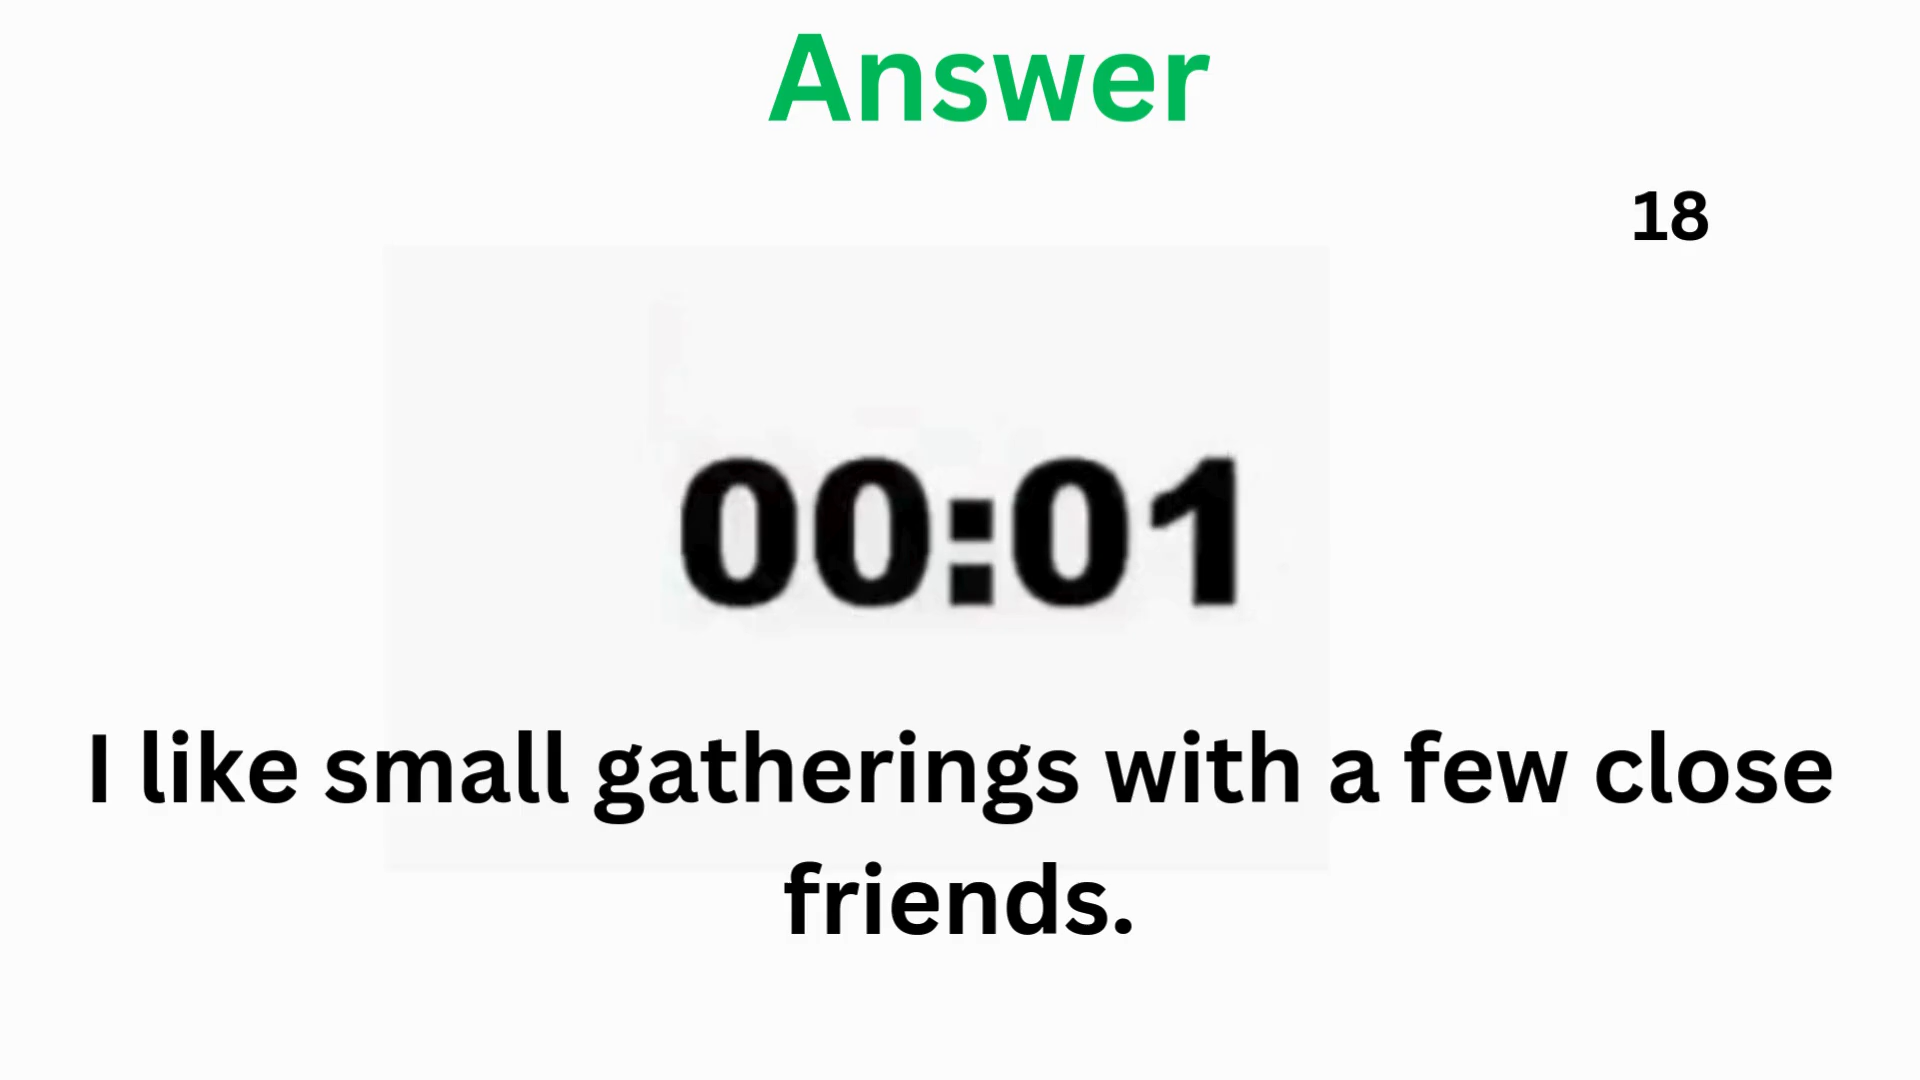 Answer
18
00:01
I like small gatherings with a few close
friends.